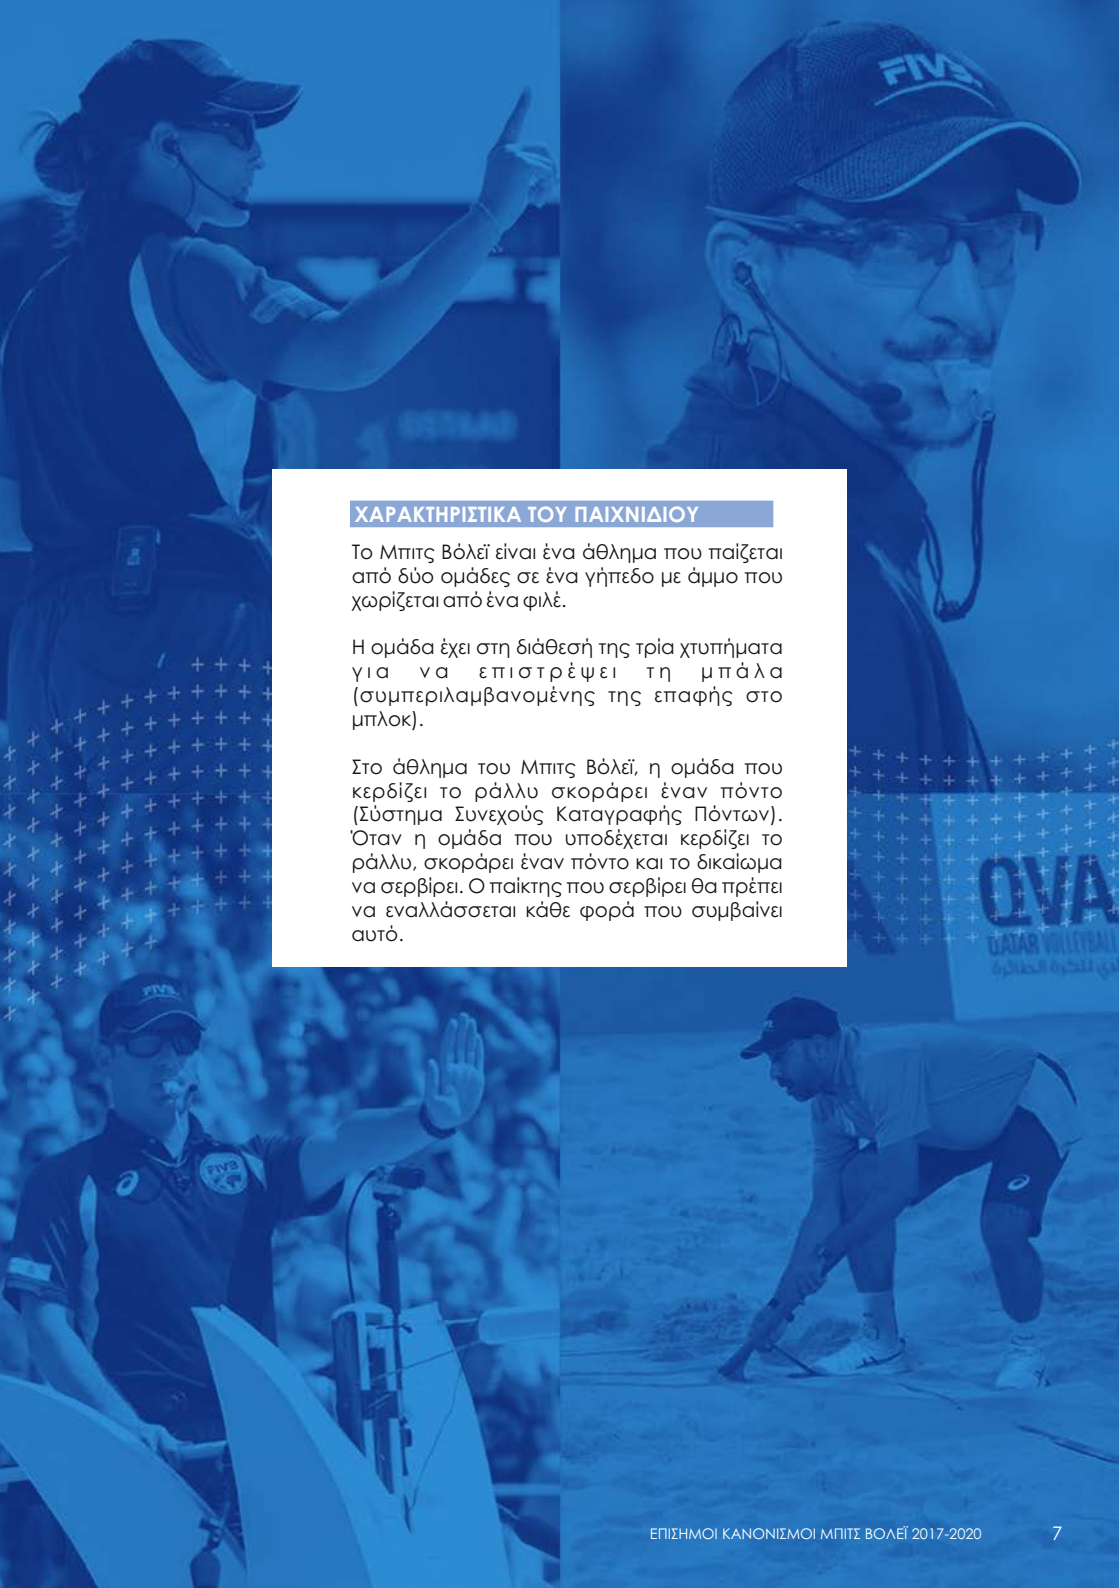 FIVB
ΧΑΡΑΚΤΗΡΙΣΤΙΚΑ ΤΟΥ ΠΑΙΧΝΙΔΙΟΥ
Το Μπιτς Βόλεϊ είναι ένα άθλημα που παίζεται
από δύο ομάδες σε ένα γήπεδο με άμμο που
χωρίζεται από ένα φιλέ.
Η ομάδα έχει στη διάθεσή της τρία χτυπήματα
για να επιστρέψει τη μπάλα
(συμπεριλαμβανομένης της επαφής στο
μπλοκ).
Στο άθλημα του Μπιτς Βόλεϊ, η ομάδα που
κερδίζει το ράλλυ σκοράρει έναν πόντο
(Σύστημα Συνεχούς Καταγραφής Πόντων).
Όταν η ομάδα που υποδέχεται κερδίζει το
ράλλυ, σκοράρει έναν πόντο και το δικαίωμα
να σερβίρει. Ο παίκτης που σερβίρει θα πρέπει
να εναλλάσσεται κάθε φορά που συμβαίνει
αυτό.
QVA
QATAR VOLLEYBALL
FIVB
FIVB
ΕΠΙΣΗΜΟΙ ΚΑΝΟΝΙΣΜΟΙ ΜΠΙΤΣ ΒΟΛΕΪ 2017-2020 7